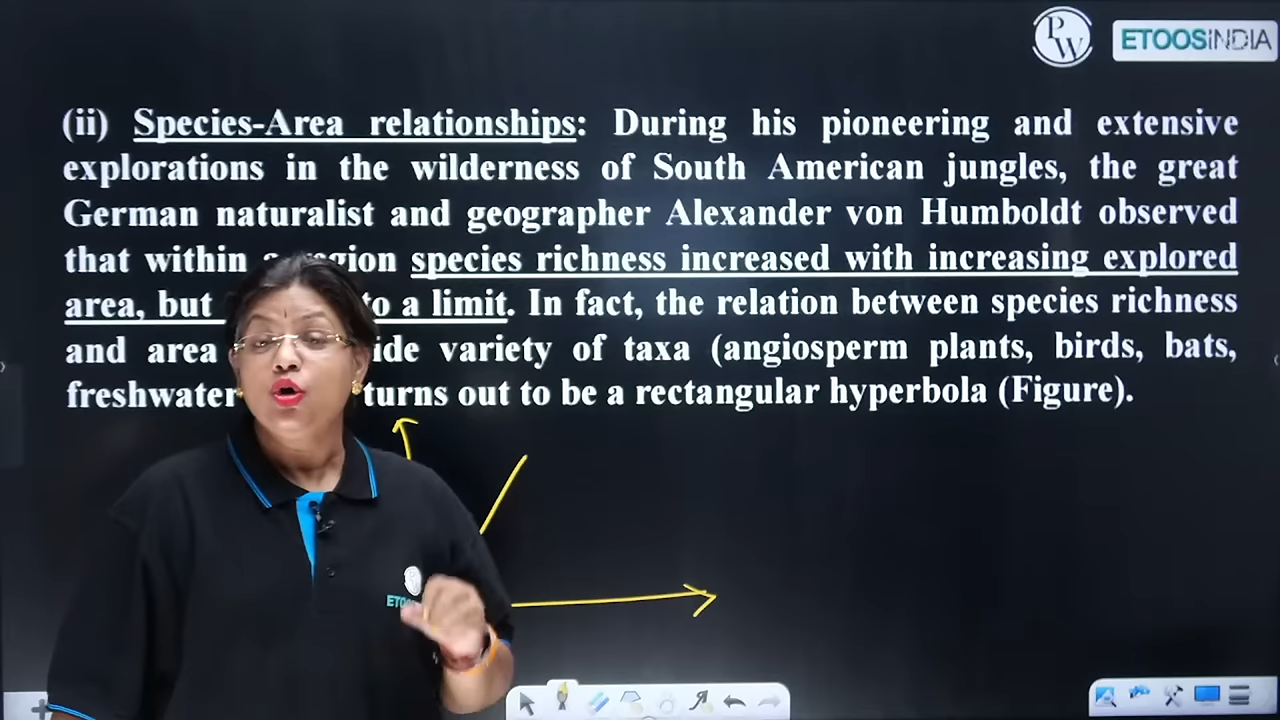 PW
ETOOSINDIA
(ii) Species-Area relationships: During his pioneering and extensive
explorations in the wilderness of South American jungles, the great
German naturalist and geographer Alexander von Humboldt observed
that within region species richness increased with increasing explored
area, but to a limit. In fact, the relation between species richness
and area variety of taxa (angiosperm plants, birds, bats,
freshwater turns out to be a rectangular hyperbola (Figure).